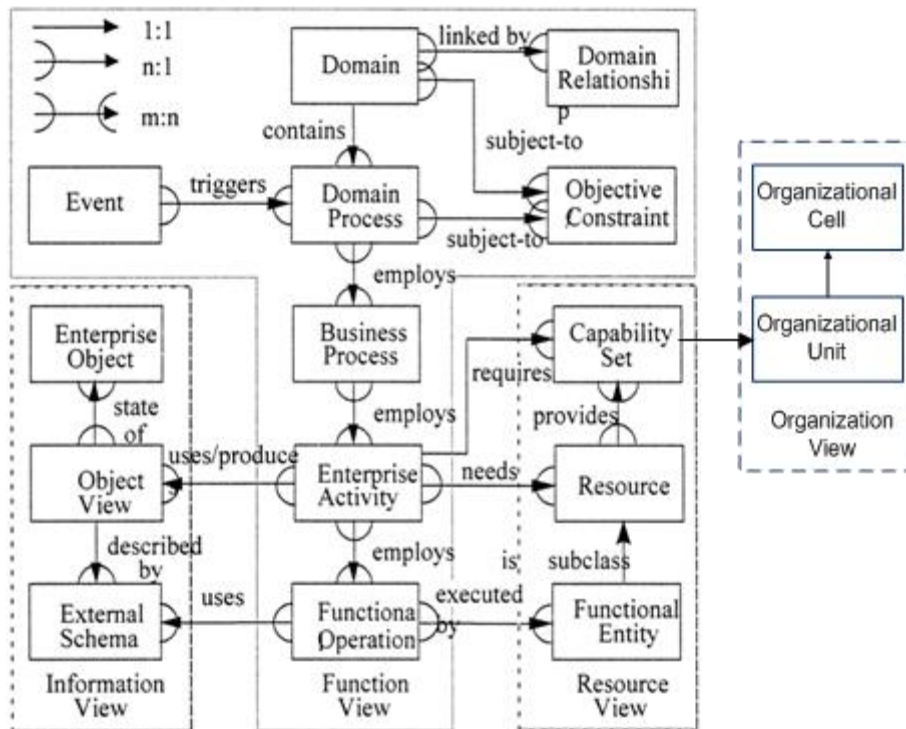 1:1
n:1
m:n
Domain
linked by
Domain
Relationshi
p
contains
subject-to
Event
triggers
Domain
Process
Objective
Constraint
subject-to
employs
Enterprise
Object
Business
Process
Capability
Set
requires
state
of
employs
provides
Object
View
uses/produce
s
Enterprise
Activity
needs
Resource
described
by
employs
is subclass
External
Schema
uses
Functiona
l
Operation
executed
by
Functional
Entity
Information
View
Function
View
Resource
View
Organizational
Cell
Organizational
Unit
Organization
View